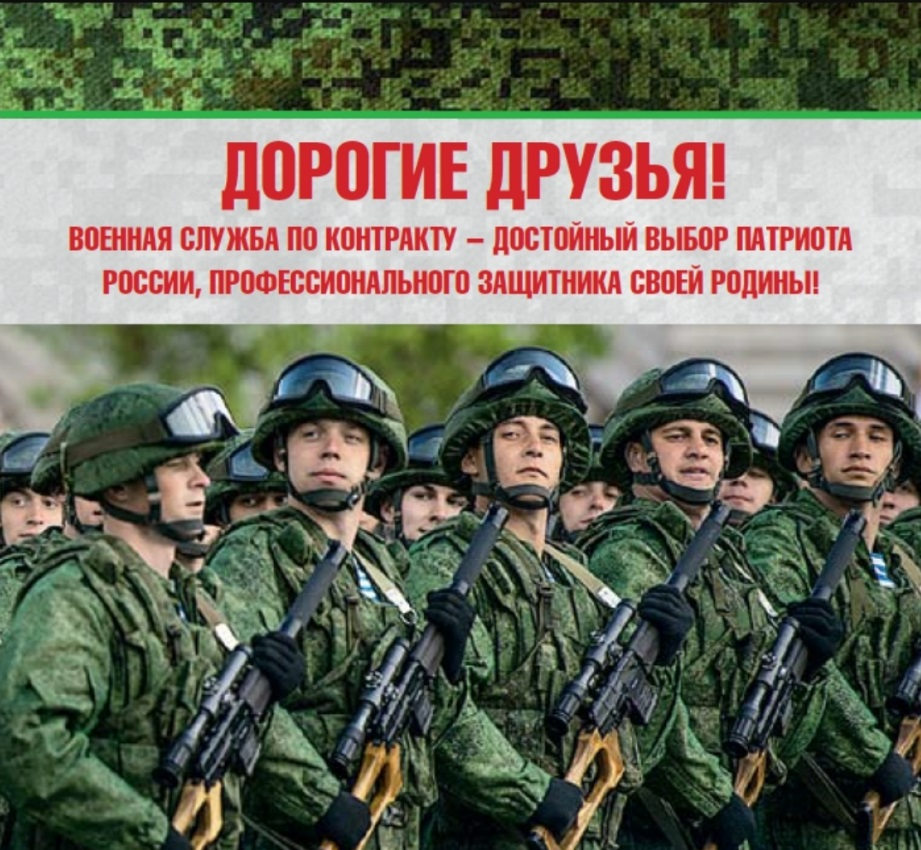 ДОРОГИЕ ДРУЗЬЯ!
ВОЕННАЯ СЛУЖБА ПО КОНТРАКТУ – ДОСТОЙНЫЙ ВЫБОР ПАТРИОТА
РОССИИ, ПРОФЕССИОНАЛЬНОГО ЗАЩИТНИКА СВОЕЙ РОДИНЫ!